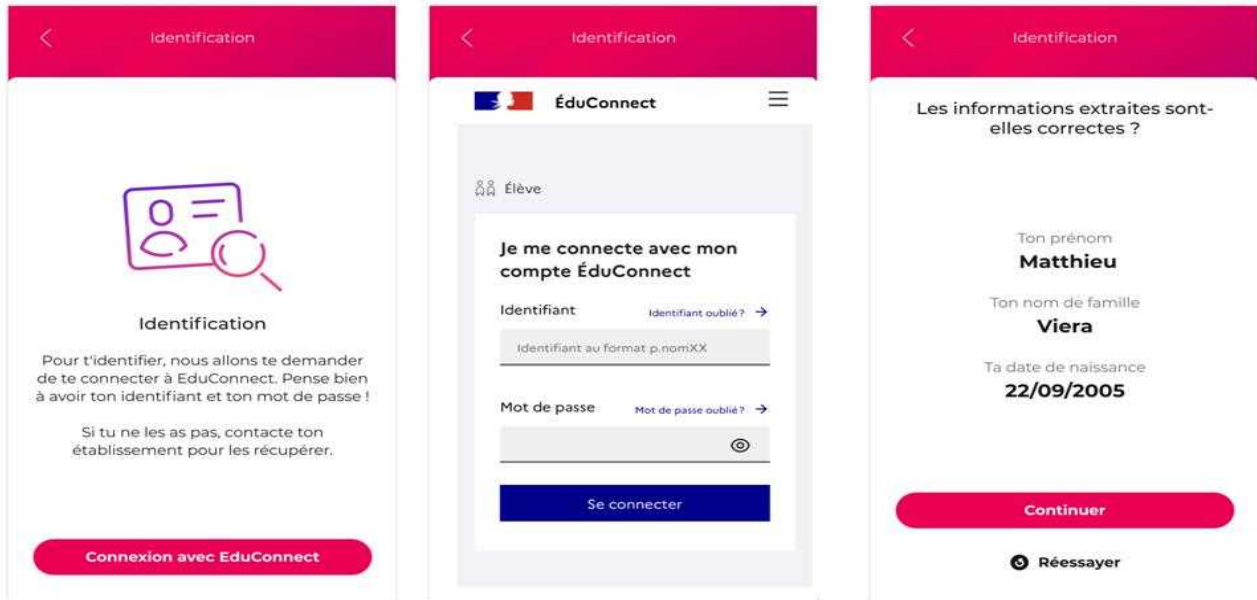 Identification
Identification
Pour t'identifier, nous allons te demander
de te connecter à EduConnect. Pense bien
à avoir ton identifiant et ton mot de passe !
Si tu ne les as pas, contacte ton
établissement pour les récupérer.
Connexion avec EduConnect
Identification
ÉduConnect
Élève
Je me connecte avec mon
compte ÉduConnect
Identifiant
Identifiant oublié ?
Identifiant au format p.nomXX
Mot de passe
Mot de passe oublié ?
Se connecter
Identification
Les informations extraites sont-
elles correctes ?
Ton prénom
Matthieu
Ton nom de famille
Viera
Ta date de naissance
22/09/2005
Continuer
Réessayer